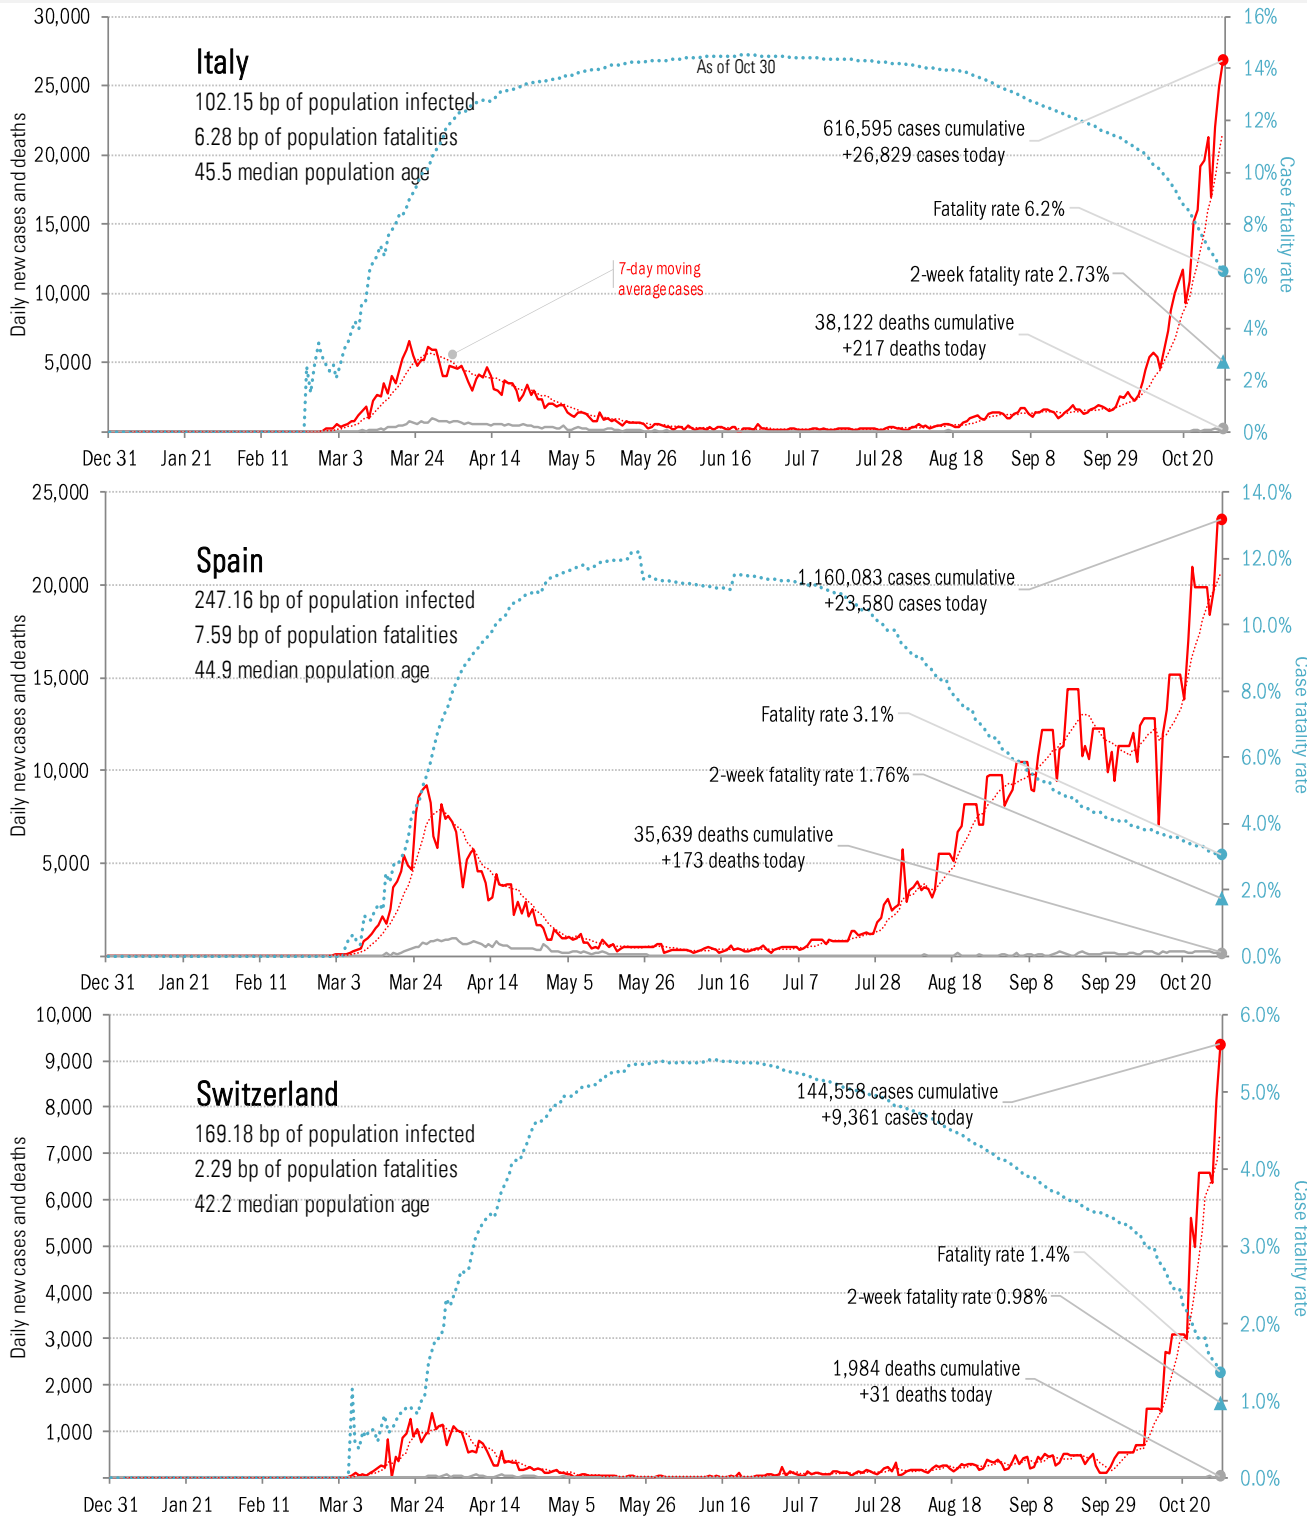 30,000
25,000
20,000
15,000
10,000
5,000
Daily new cases and deaths
16%
14%
12%
10%
8%
6%
4%
2%
0%
Case fatality rate
Italy
102.15 bp of population infected
6.28 bp of population fatalities
45.5 median population age
As of Oct 30
616,595 cases cumulative
+26,829 cases today
Fatality rate 6.2%
2-week fatality rate 2.73%
38,122 deaths cumulative
+217 deaths today
7-day moving
average cases
Dec 31 Jan 21 Feb 11 Mar 3 Mar 24 Apr 14 May 5 May 26 Jun 16 Jul 7 Jul 28 Aug 18 Sep 8 Sep 29 Oct 20
25,000
20,000
15,000
10,000
5,000
Daily new cases and deaths
14.0%
12.0%
10.0%
8.0%
6.0%
4.0%
2.0%
0.0%
Case fatality rate
Spain
247.16 bp of population infected
7.59 bp of population fatalities
44.9 median population age
1,160,083 cases cumulative
+23,580 cases today
Fatality rate 3.1%
2-week fatality rate 1.76%
35,639 deaths cumulative
+173 deaths today
Dec 31 Jan 21 Feb 11 Mar 3 Mar 24 Apr 14 May 5 May 26 Jun 16 Jul 7 Jul 28 Aug 18 Sep 8 Sep 29 Oct 20
10,000
9,000
8,000
7,000
6,000
5,000
4,000
3,000
2,000
1,000
Daily new cases and deaths
6.0%
5.0%
4.0%
3.0%
2.0%
1.0%
0.0%
Case fatality rate
Switzerland
169.18 bp of population infected
2.29 bp of population fatalities
42.2 median population age
144,558 cases cumulative
+9,361 cases today
Fatality rate 1.4%
2-week fatality rate 0.98%
1,984 deaths cumulative
+31 deaths today
Dec 31 Jan 21 Feb 11 Mar 3 Mar 24 Apr 14 May 5 May 26 Jun 16 Jul 7 Jul 28 Aug 18 Sep 8 Sep 29 Oct 20